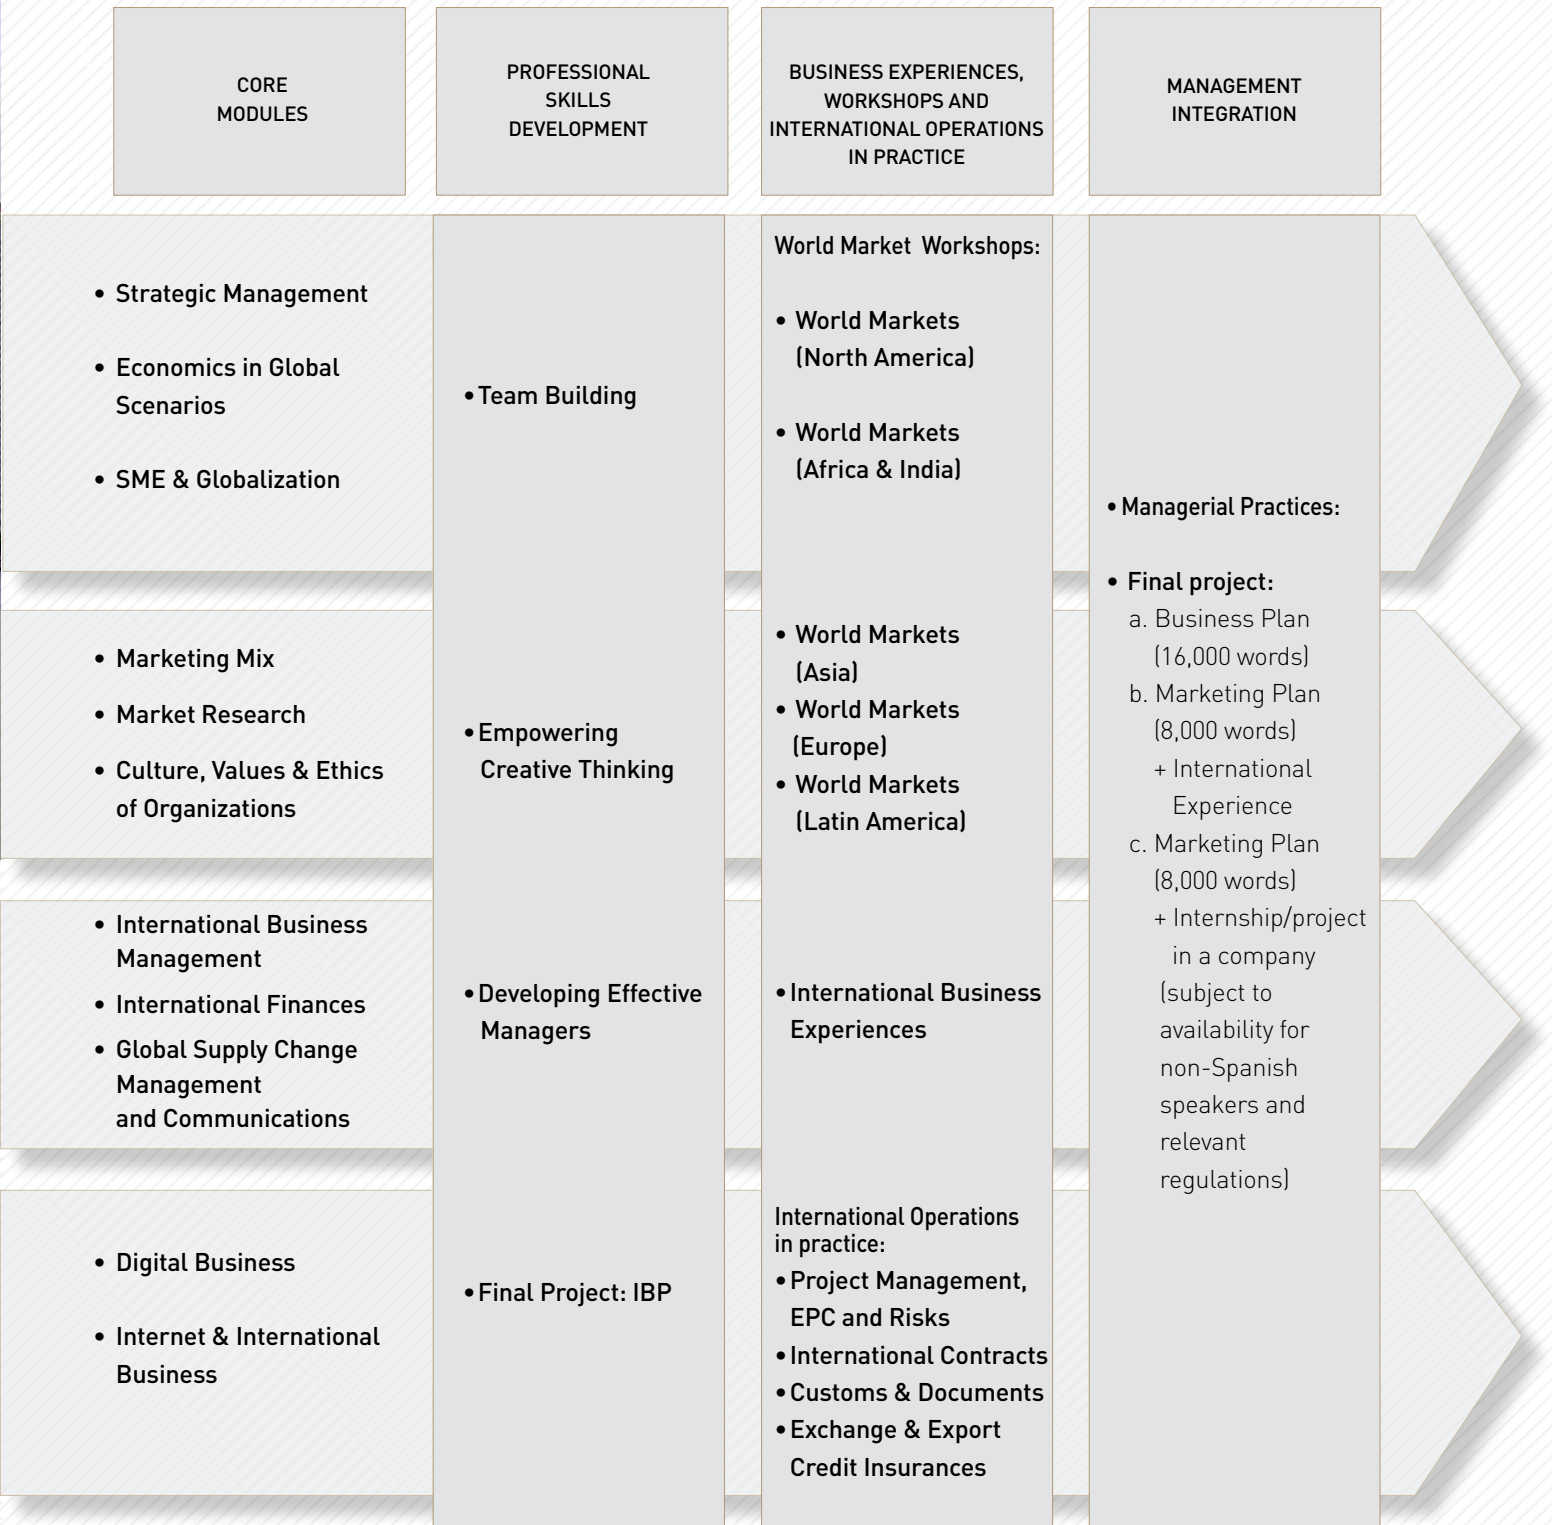 CORE
MODULES
PROFESSIONAL
SKILLS
DEVELOPMENT
BUSINESS EXPERIENCES,
WORKSHOPS AND
INTERNATIONAL OPERATIONS
IN PRACTICE
MANAGEMENT
INTEGRATION
• Strategic Management
• Economics in Global
Scenarios
• SME & Globalization
• Marketing Mix
• Market Research
• Culture, Values & Ethics
of Organizations
• International Business
Management
• International Finances
• Global Supply Change
Management
and Communications
• Digital Business
• Internet & International
Business
• Team Building
• Empowering
Creative Thinking
• Developing Effective
Managers
• Final Project: IBP
World Market Workshops:
• World Markets
(North America)
• World Markets
(Africa & India)
• World Markets
(Asia)
• World Markets
(Europe)
• World Markets
(Latin America)
• International Business
Experiences
International Operations
in practice:
• Project Management,
EPC and Risks
• International Contracts
• Customs & Documents
• Exchange & Export
Credit Insurances
• Managerial Practices:
• Final project:
a. Business Plan
(16,000 words)
b. Marketing Plan
(8,000 words)
+ International
Experience
c. Marketing Plan
(8,000 words)
+ Internship/project
in a company
(subject to
availability for
non-Spanish
speakers and
relevant
regulations)